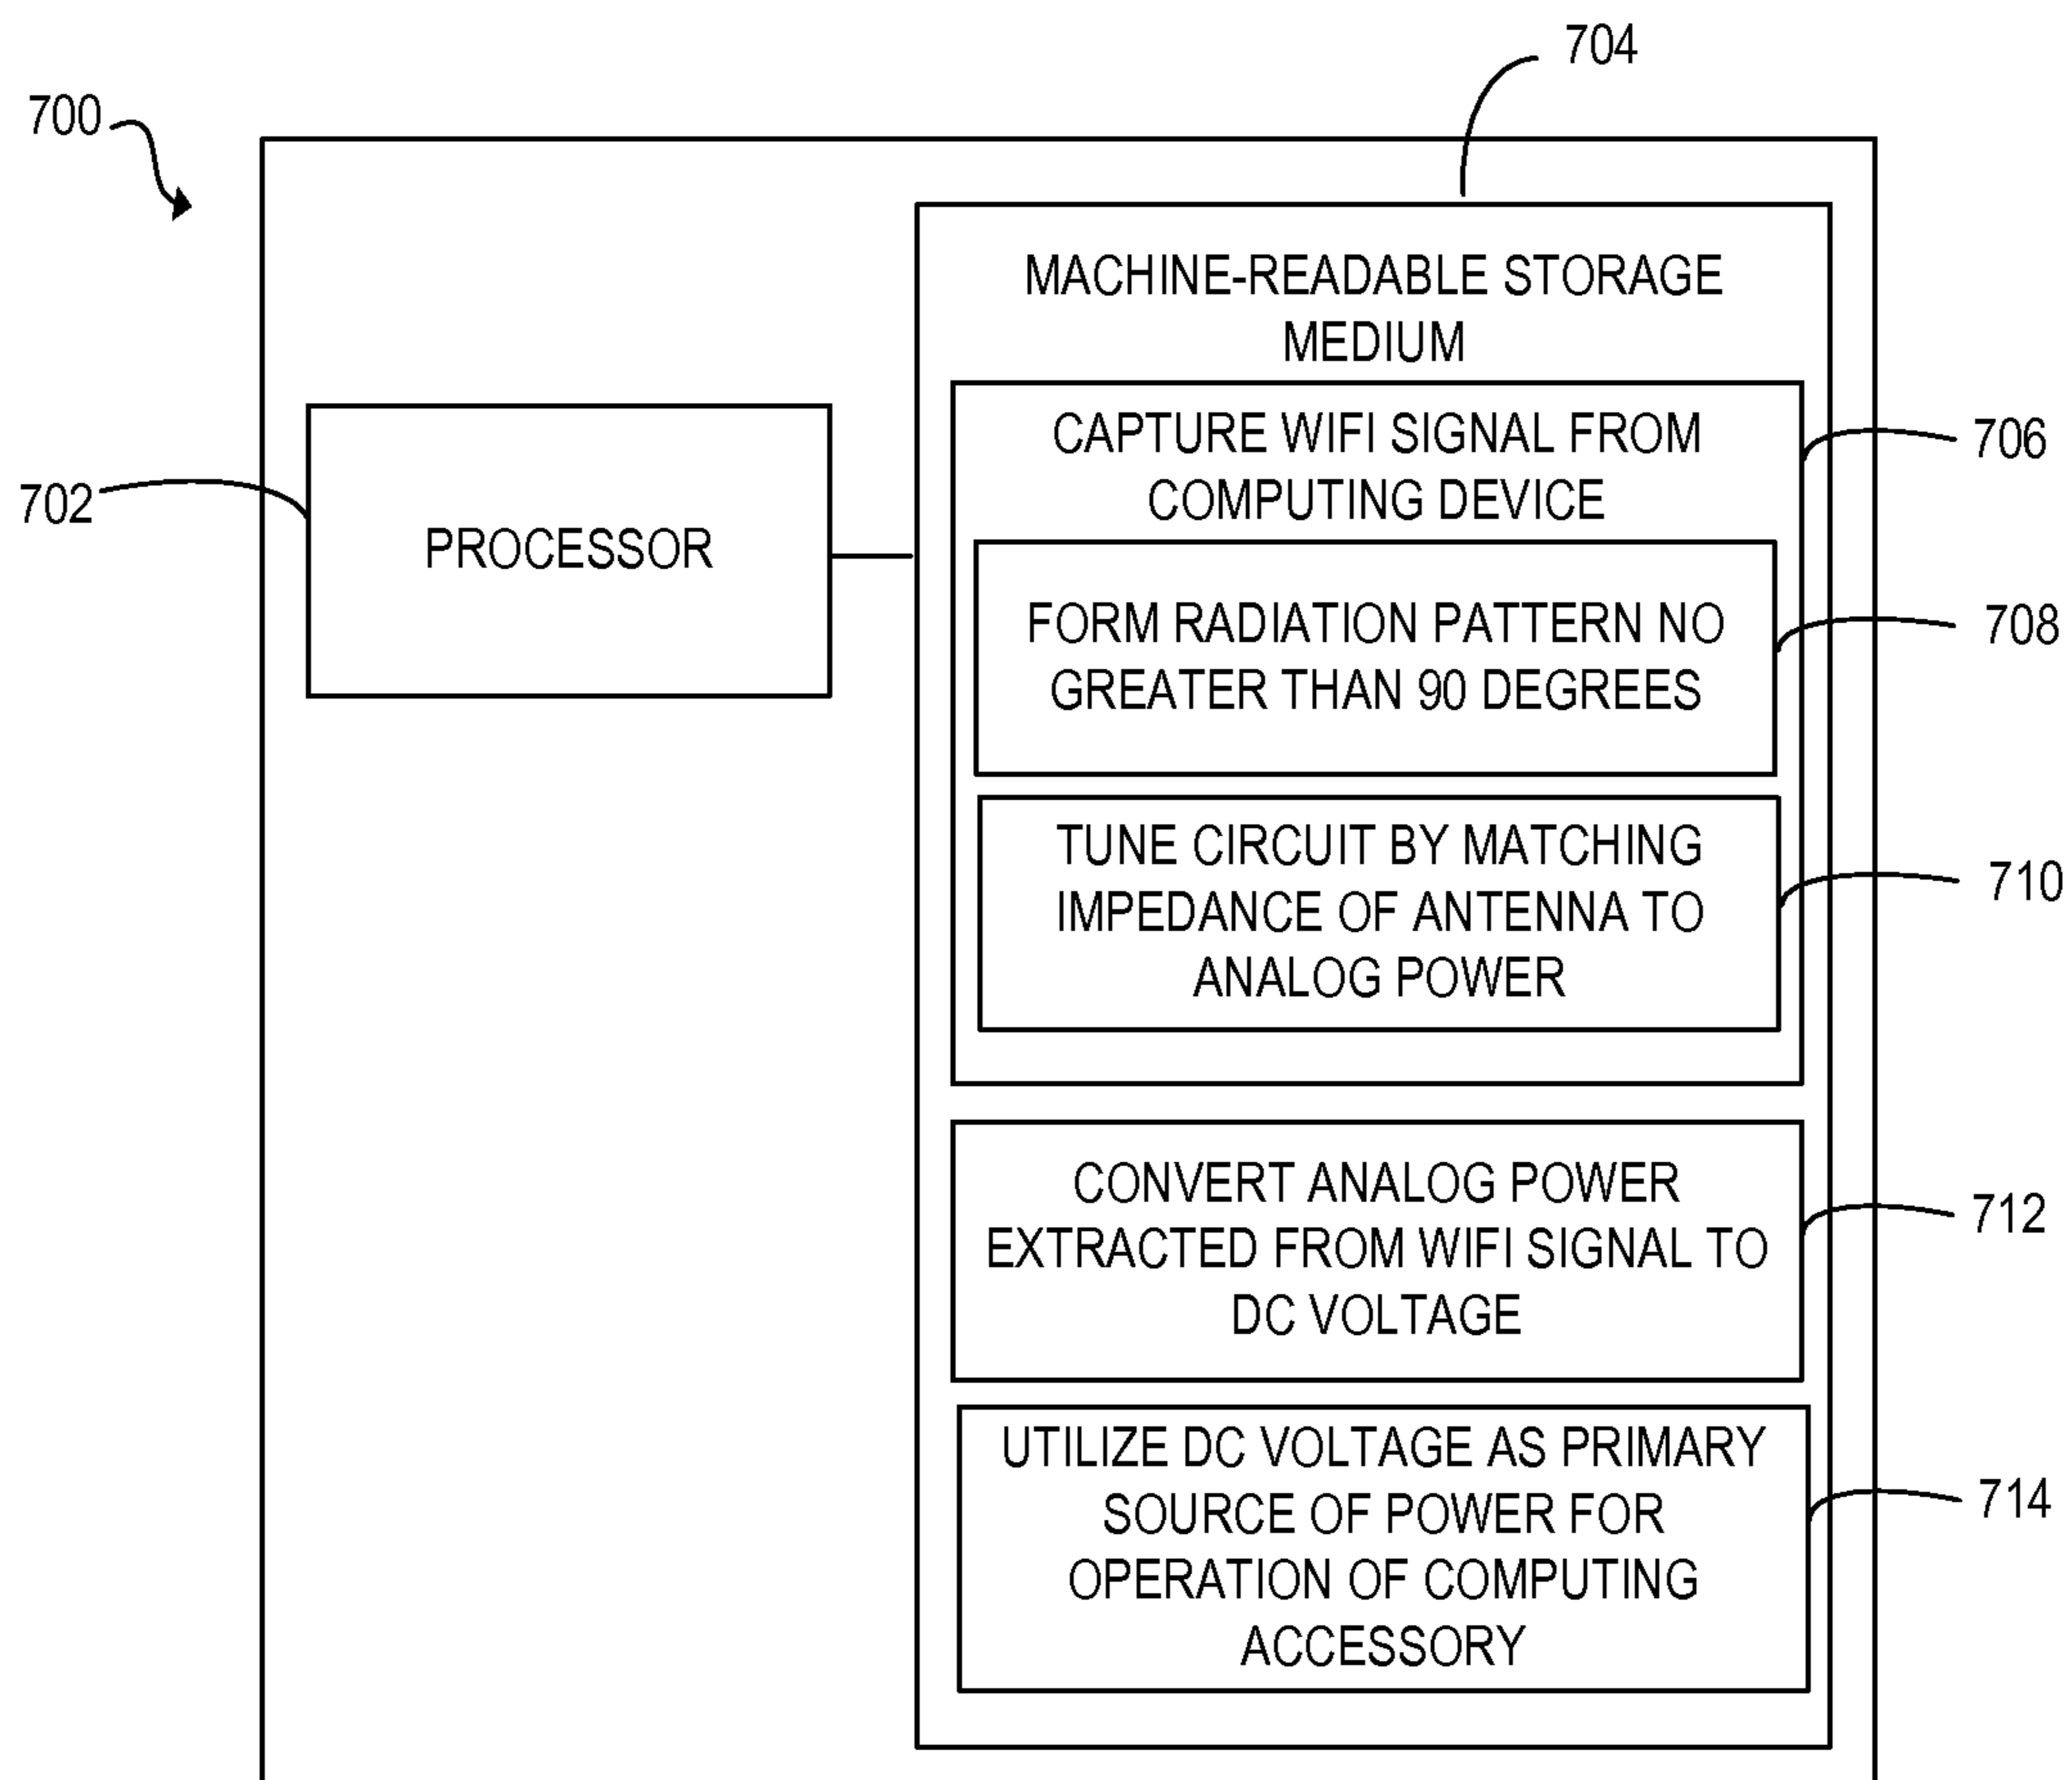 704
700
MACHINE-READABLE STORAGE
MEDIUM
CAPTURE WIFI SIGNAL FROM
COMPUTING DEVICE
706
702
PROCESSOR
FORM RADIATION PATTERN NO
GREATER THAN 90 DEGREES
708
TUNE CIRCUIT BY MATCHING
IMPEDANCE OF ANTENNA TO
ANALOG POWER
710
CONVERT ANALOG POWER
EXTRACTED FROM WIFI SIGNAL TO
DC VOLTAGE
712
UTILIZE DC VOLTAGE AS PRIMARY
SOURCE OF POWER FOR
OPERATION OF COMPUTING
ACCESSORY
714